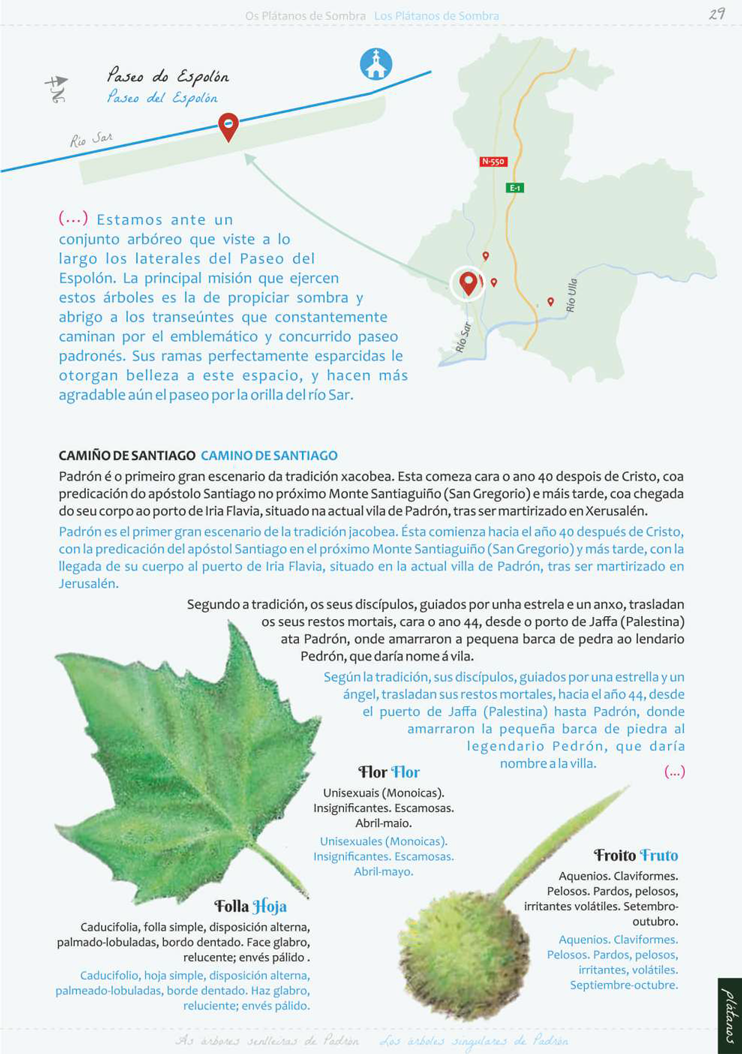 Os Plátanos de Sombra Los Plátanos de Sombra
29
Paseo do Espolón
Paseo del Espolón
N
Río Sar
N-550
E-1
Río Ulla
Río Sar
(...) Estamos ante un
conjunto arbóreo que viste a lo
largo los laterales del Paseo del
Espolón. La principal misión que ejercen
estos árboles es la de propiciar sombra y
abrigo a los transeúntes que constantemente
caminan por el emblemático y concurrido paseo
padronés. Sus ramas perfectamente esparcidas le
otorgan belleza a este espacio, y hacen más
agradable aún el paseo por la orilla del río Sar.
CAMIÑO DE SANTIAGO CAMINO DE SANTIAGO
Padrón é o primeiro gran escenario da tradición xacobea. Esta comeza cara o ano 40 despois de Cristo, coa
predicación do apóstolo Santiago no próximo Monte Santiaguiño (San Gregorio) e máis tarde, coa chegada
do seu corpo ao porto de Iria Flavia, situado na actual vila de Padrón, tras ser martirizado en Xerusalén.
Padrón es el primer gran escenario de la tradición jacobea. Ésta comienza hacia el año 40 después de Cristo,
con la predicación del apóstol Santiago en el próximo Monte Santiaguiño (San Gregorio) y más tarde, con la
llegada de su cuerpo al puerto de Iria Flavia, situado en la actual villa de Padrón, tras ser martirizado en
Jerusalén.
Segundo a tradición, os seus discípulos, guiados por unha estrela e un anxo, trasladan
os seus restos mortais, cara o ano 44, desde o porto de Jaffa (Palestina)
ata Padrón, onde amarraron a pequena barca de pedra ao lendario
Pedrón, que daría nome á vila.
Según la tradición, sus discípulos, guiados por una estrella y un
ángel, trasladan sus restos mortales, hacia el año 44, desde
el puerto de Jaffa (Palestina) hasta Padrón, donde
amarraron la pequeña barca de piedra al
legendario Pedrón, que daría
nombre a la villa.
(...)
Flor Flor
Unisexuais (Monoicas).
Insignificantes. Escamosas.
Abril-maio.
Unisexuales (Monoicas).
Insignificantes. Escamosas.
Abril-mayo.
Froito Fruto
Aquenios. Claviformes.
Pelosos. Pardos, pelosos,
irritantes volátiles. Setembro-
outubro.
Aquenios. Claviformes.
Pelosos. Pardos, pelosos,
irritantes, volátiles.
Septiembre-octubre.
Folla Hoja
Caducifolia, folla simple, disposición alterna,
palmado-lobuladas, bordo dentado. Face glabro,
relucente; envés pálido .
Caducifolio, hoja simple, disposición alterna,
palmeado-lobuladas, borde dentado. Haz glabro,
reluciente; envés pálido.
plátanos
As árbores senlleiras de Padrón Los árboles singulares de Padrón